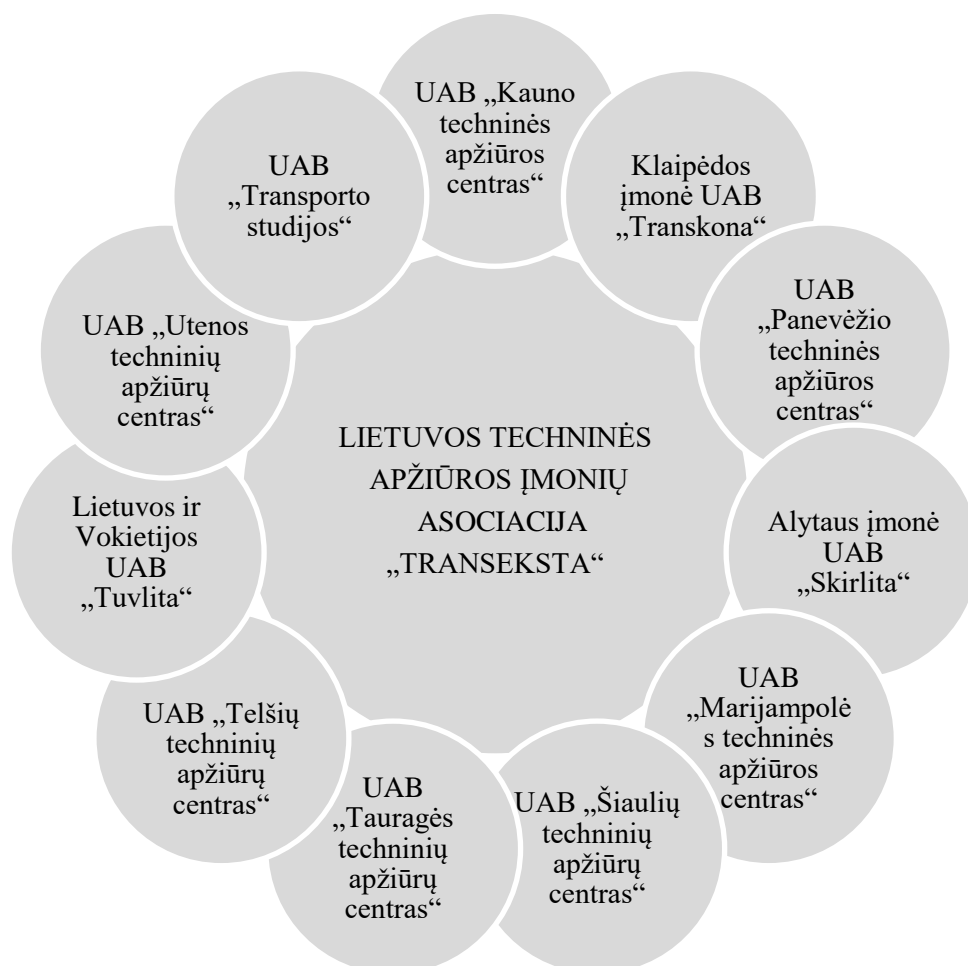 UAB „Kauno
techninės
apžiūros
centras“
Klaipėdos
įmonė UAB
„Transkona“
UAB
„Panevėžio
techninės
apžiūros
centras“
Alytaus įmonė
UAB
„Skirlita“
UAB
„Marijampolė
s techninės
apžiūros
centras“
UAB „Šiaulių
techninių
apžiūrų
centras“
UAB
„Tauragės
techninių
apžiūrų
centras“
UAB „Telšių
techninių
apžiūrų
centras“
Lietuvos ir
Vokietijos
UAB
„Tuvlita“
UAB „Utenos
techninių
apžiūrų
centras“
UAB
„Transporto
studijos“
LIETUVOS TECHNINĖS
APŽIŪROS ĮMONIŲ
ASOCIACIJA
„TRANSEKSTA“